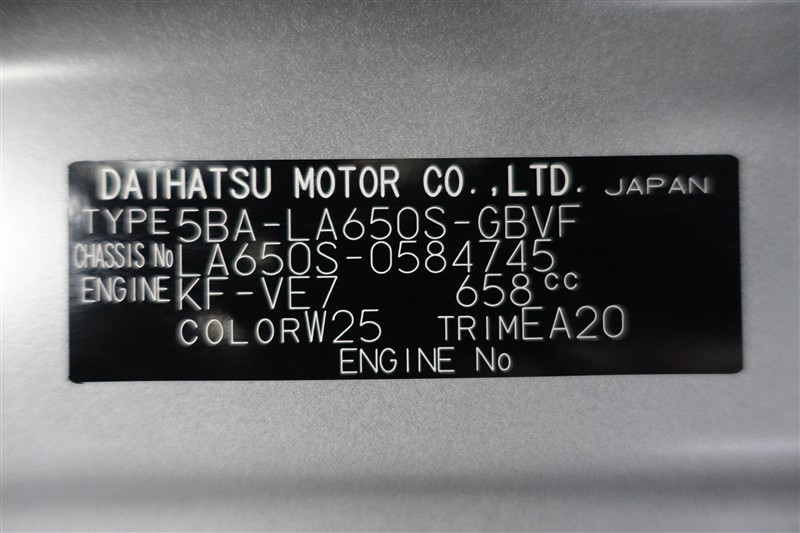 DAIHATSU MOTOR CO.,LTD. JAPAN
TYPE 5BA-LA650S-GBVF
CHASSIS No LA650S-0584745
ENGINE KF-VE7 658cc
COLOR W25 TRIM EA20
ENGINE No